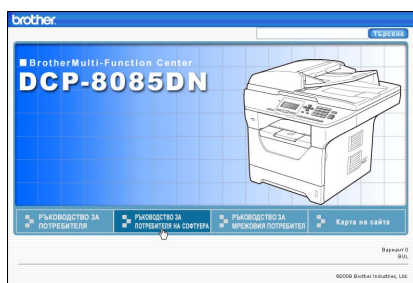 brother.
Търсене
BrotherMulti-Function Center
DCP-8085DN
РЪКОВОДСТВО ЗА ПОТРЕБИТЕЛЯ
РЪКОВОДСТВО ЗА ПОТРЕБИТЕЛЯ НА СОФТУЕРА
РЪКОВОДСТВО ЗА МРЕЖОВИЯ ПОТРЕБИТЕЛ
Карта на сайта
Вариант 0
BUL
©2009 Brother Industries, Ltd.